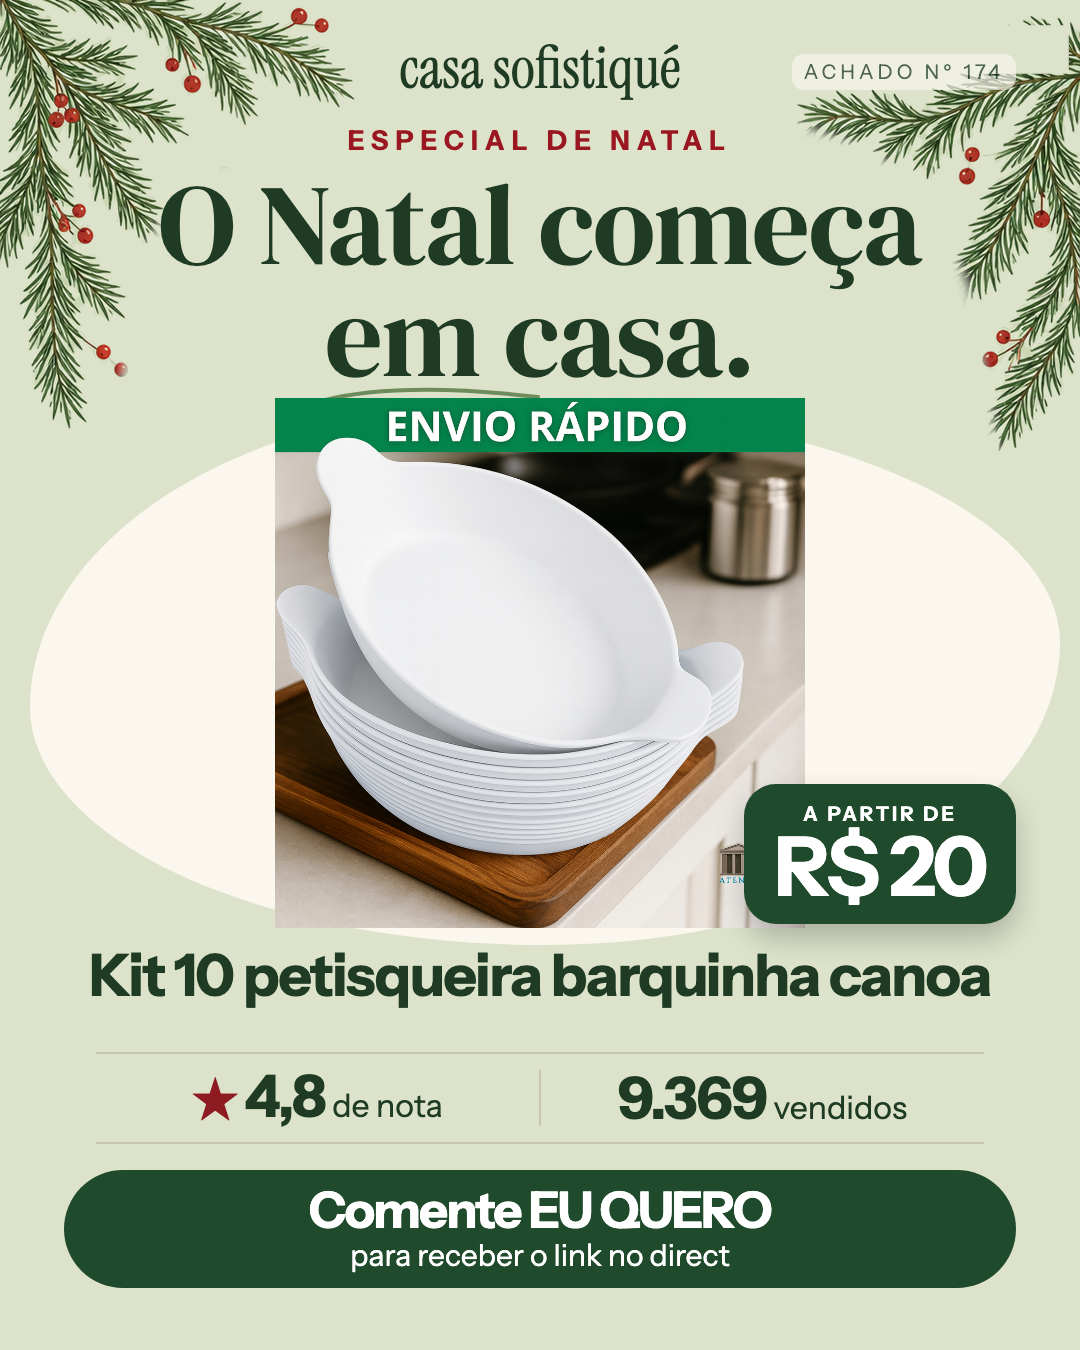 casa sofistiqué
ACHADO Nº 174
ESPECIAL DE NATAL
O Natal começa
em casa.
ENVIO RÁPIDO
A PARTIR DE
R$ 20
Kit 10 petisqueira barquinha canoa
4,8 de nota
9.369 vendidos
Comente EU QUERO
para receber o link no direct